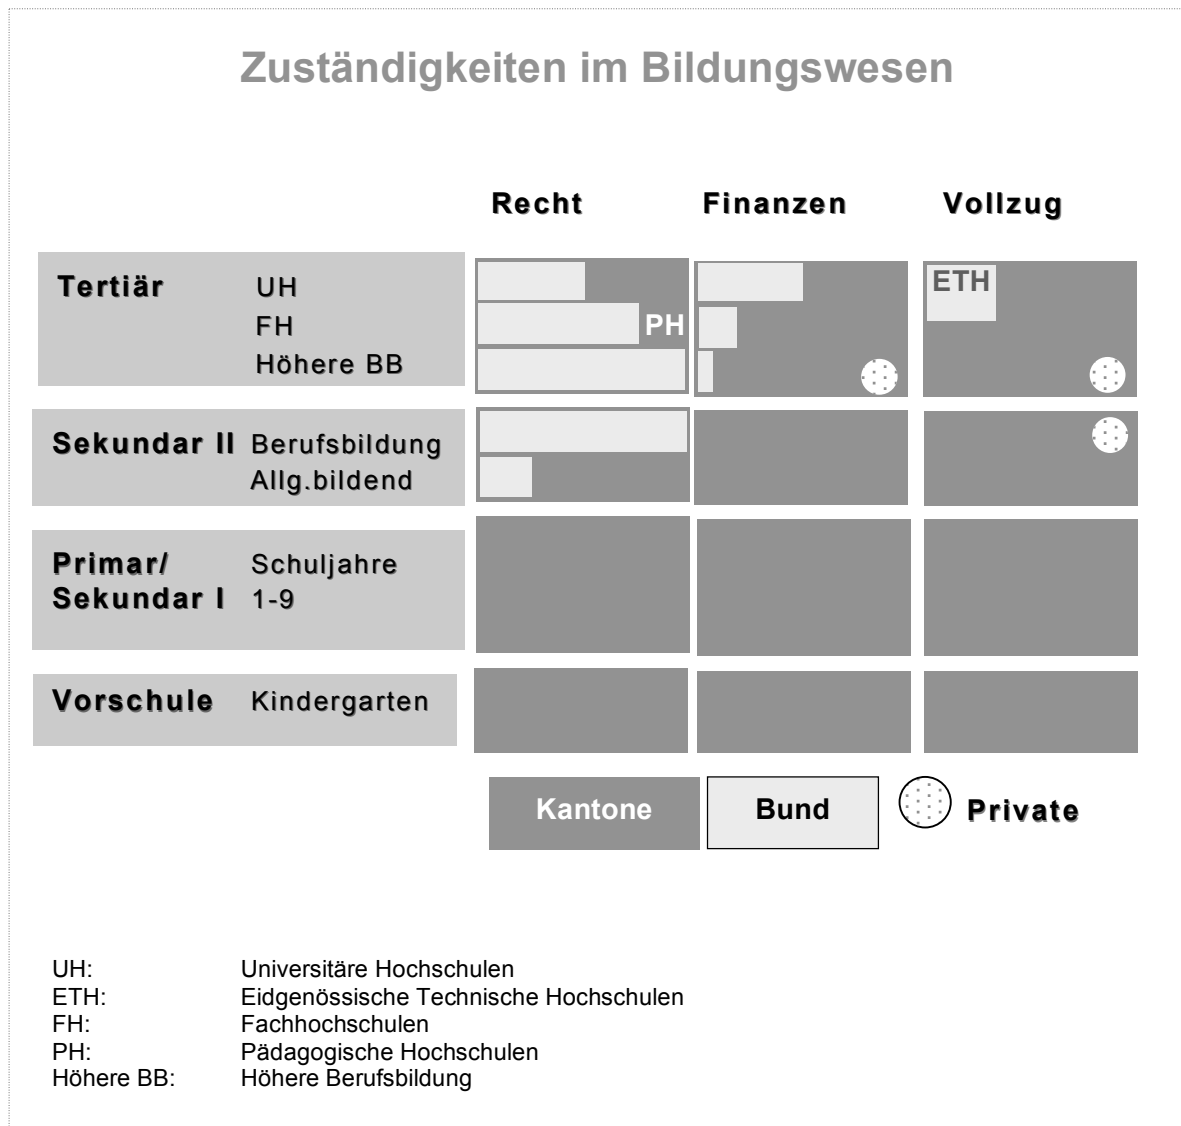 Zuständigkeiten im Bildungswesen
Recht Finanzen Vollzug
Tertiär UH
FH
Höhere BB
PH
ETH
Sekundar II Berufsbildung
Allg.bildend
Primar/ Schuljahre
Sekundar I 1-9
Vorschule Kindergarten
Kantone Bund Private
UH: Universitäre Hochschulen
ETH: Eidgenössische Technische Hochschulen
FH: Fachhochschulen
PH: Pädagogische Hochschulen
Höhere BB: Höhere Berufsbildung